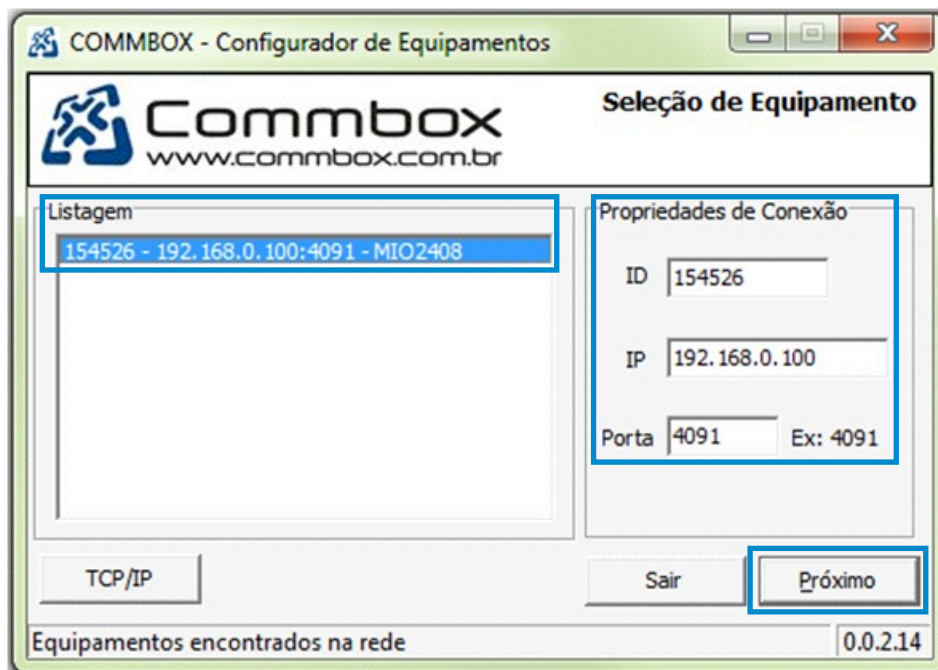 COMMBOX - Configurador de Equipamentos
Commbox
www.commbox.com.br
Seleção de Equipamento
Listagem
154526 - 192.168.0.100:4091 - MIO2408
Propriedades de Conexão
ID 154526
IP 192.168.0.100
Porta 4091 Ex: 4091
TCP/IP
Sair
Próximo
Equipamentos encontrados na rede
0.0.2.14